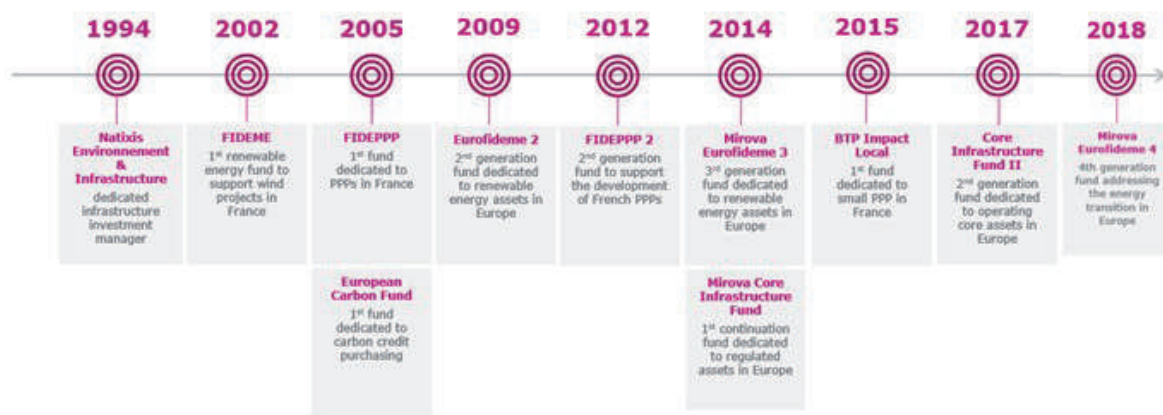 1994
2002
2005
2009
2012
2014
2015
2017
2018
Natixis
Environnement
&
Infrastructure
dedicated
infrastructure
investment
manager
FIDEME
1st renewable
energy fund to
support wind
projects in
France
FIDEPPP
1st fund
dedicated to
PPPs in France
European
Carbon Fund
1st fund
dedicated to
carbon credit
purchasing
Eurofideme 2
2nd generation
fund dedicated
to renewable
energy assets in
Europe
FIDEPPP 2
2nd generation
fund to support
the development
of French PPPs
Mirova
Eurofideme 3
3rd generation
fund dedicated
to renewable
energy assets in
Europe
Mirova Core
Infrastructure
Fund
1st continuation
fund dedicated
to regulated
assets in Europe
BTP Impact
Local
1st fund
dedicated to
small PPP in
France
Core
Infrastructure
Fund II
2nd generation
fund dedicated
to operating
core assets in
Europe
Mirova
Eurofideme 4
4th generation
fund addressing
the energy
transition in
Europe